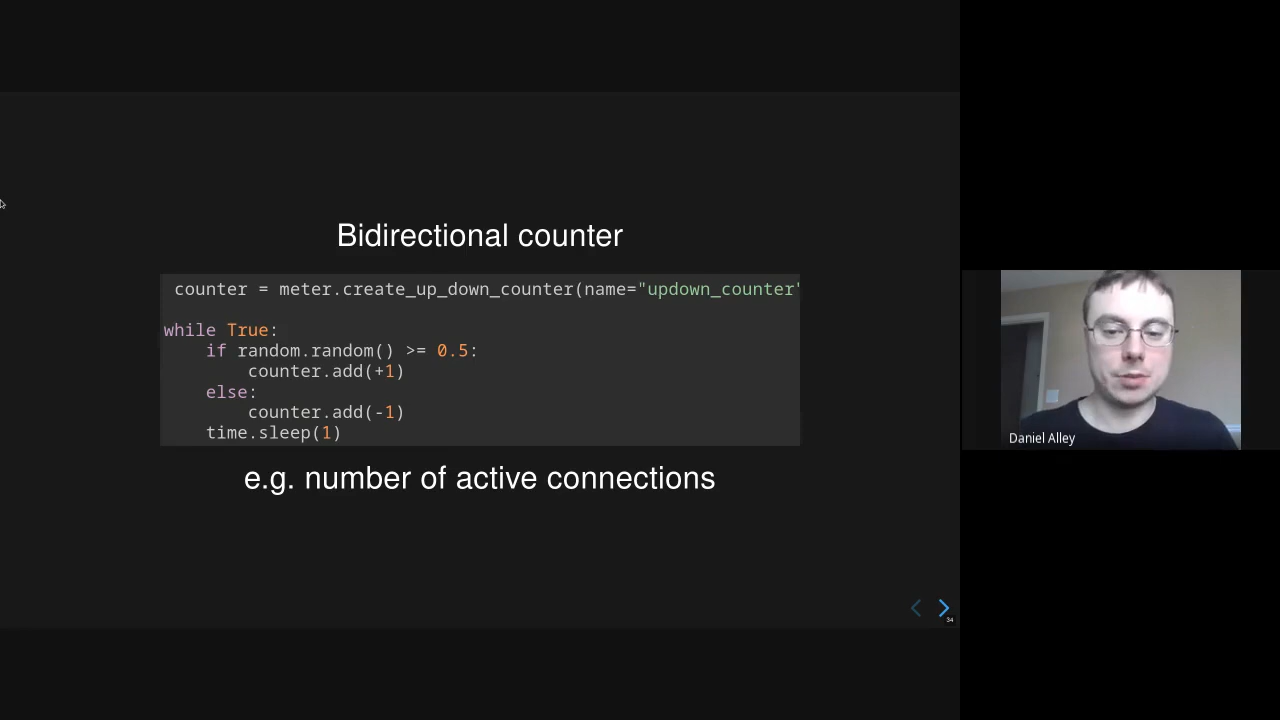 Bidirectional counter
counter = meter.create_up_down_counter(name="updown_counter"
while True:
    if random.random() >= 0.5:
        counter.add(+1)
    else:
        counter.add(-1)
    time.sleep(1)
e.g. number of active connections
34
Daniel Alley